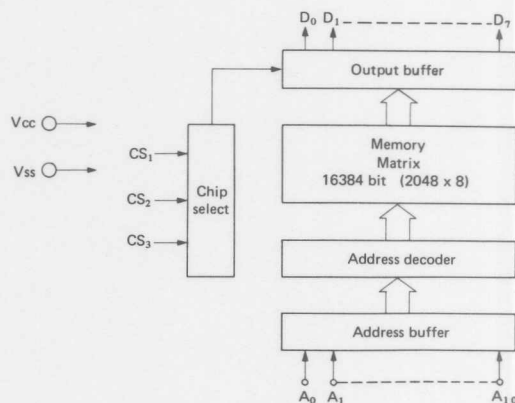 D0 D1 D7
Output buffer
Vcc
Vss
CS1
CS2
CS3
Chip
select
Memory
Matrix
16384 bit (2048 x 8)
Address decoder
Address buffer
A0 A1 A10